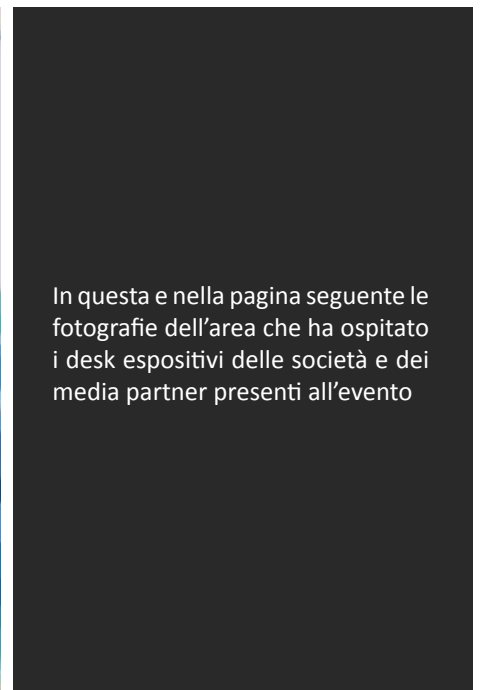 In questa e nella pagina seguente le
fotografie dell’area che ha ospitato
i desk espositivi delle società e dei
media partner presenti all’evento